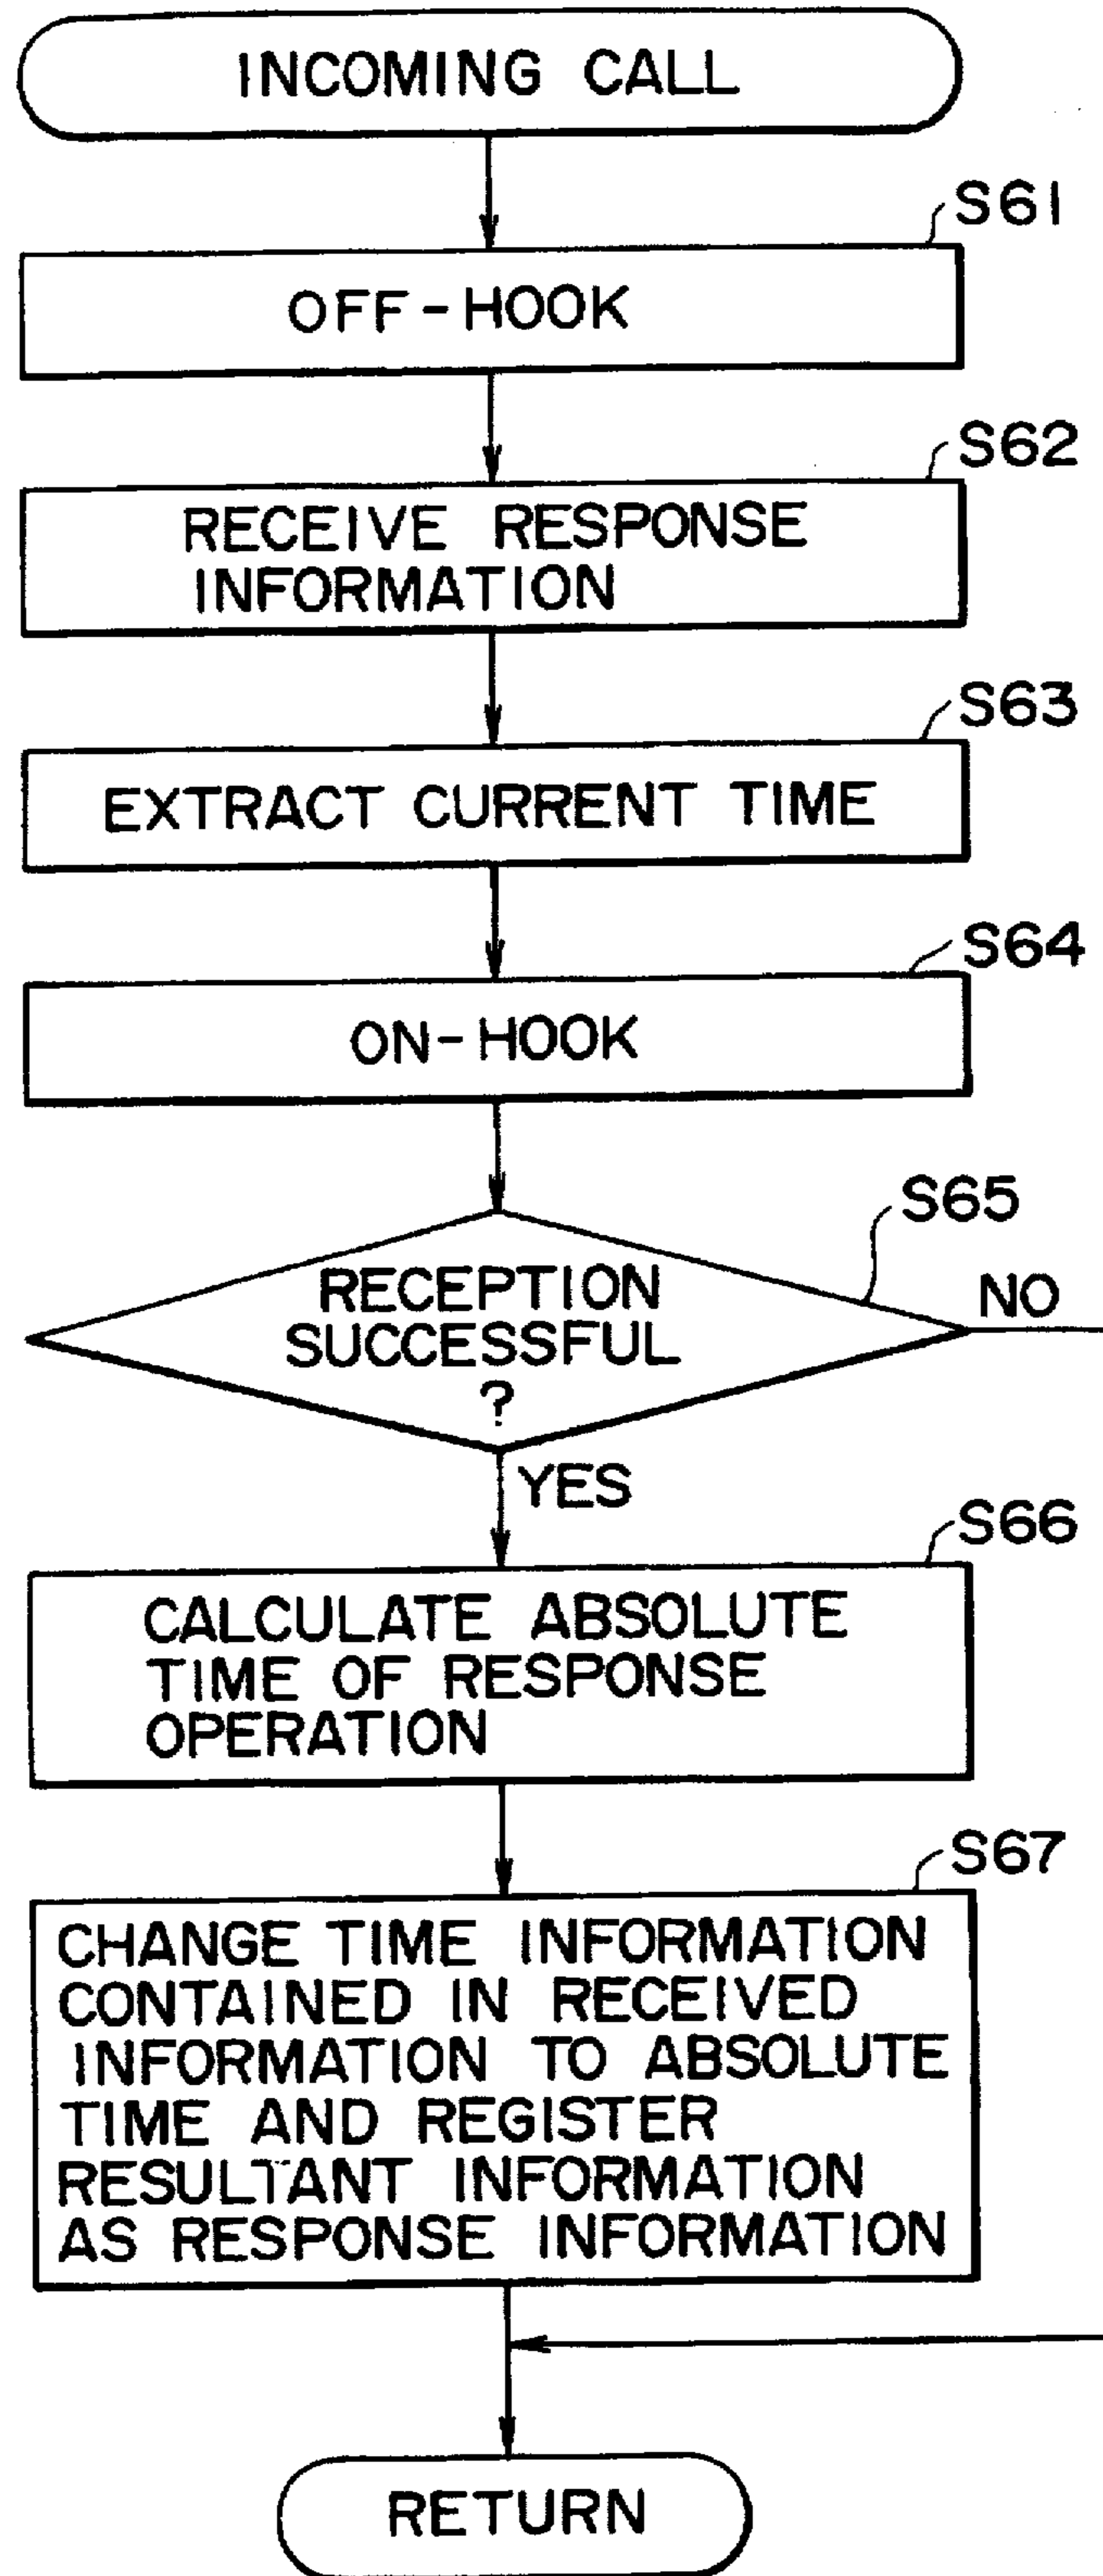 INCOMING CALL
S61
OFF-HOOK
S62
RECEIVE RESPONSE
INFORMATION
S63
EXTRACT CURRENT TIME
S64
ON-HOOK
S65
RECEPTION
SUCCESSFUL
?
NO
YES
S66
CALCULATE ABSOLUTE
TIME OF RESPONSE
OPERATION
S67
CHANGE TIME INFORMATION
CONTAINED IN RECEIVED
INFORMATION TO ABSOLUTE
TIME AND REGISTER
RESULTANT INFORMATION
AS RESPONSE INFORMATION
RETURN